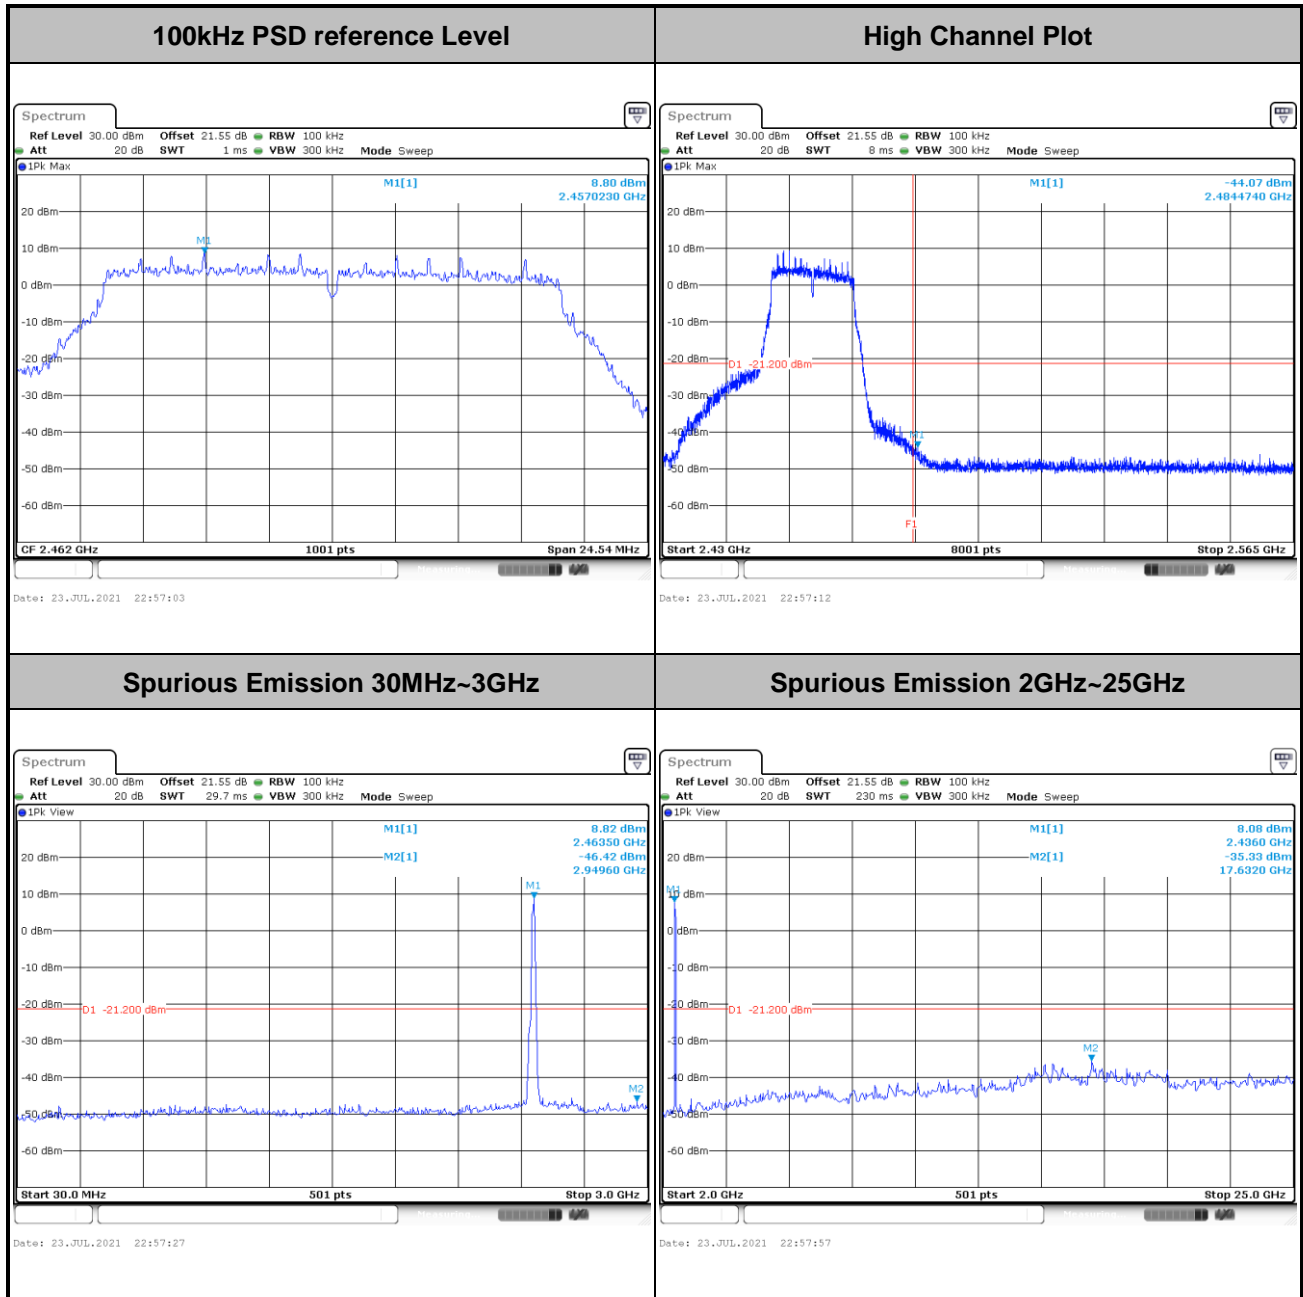 100kHz PSD reference Level
High Channel Plot
Spectrum
Ref Level 30.00 dBm Offset 21.55 dB RBW 100 kHz
Att 20 dB SWT 1 ms VBW 300 kHz Mode Sweep
1Pk Max
M1[1] 8.80 dBm
2.4570230 GHz
20 dBm
M1
10 dBm
0 dBm
-10 dBm
-20 dBm
-30 dBm
-40 dBm
-50 dBm
-60 dBm
CF 2.462 GHz 1001 pts Span 24.54 MHz
Measuring
Date: 23.JUL.2021 22:57:03
Spectrum
Ref Level 30.00 dBm Offset 21.55 dB RBW 100 kHz
Att 20 dB SWT 8 ms VBW 300 kHz Mode Sweep
1Pk Max
M1[1] -44.07 dBm
2.4844740 GHz
20 dBm
10 dBm
0 dBm
-10 dBm
-20 dBm
D1 -21.200 dBm
-30 dBm
-40 dBm
M1
-50 dBm
-60 dBm
F1
Start 2.43 GHz 8001 pts Stop 2.565 GHz
Measuring
Date: 23.JUL.2021 22:57:12
Spurious Emission 30MHz~3GHz
Spurious Emission 2GHz~25GHz
Spectrum
Ref Level 30.00 dBm Offset 21.55 dB RBW 100 kHz
Att 20 dB SWT 29.7 ms VBW 300 kHz Mode Sweep
1Pk View
M1[1] 8.82 dBm
2.46350 GHz
20 dBm
M2[1] -46.42 dBm
2.94960 GHz
M1
10 dBm
0 dBm
-10 dBm
-20 dBm
D1 -21.200 dBm
-30 dBm
-40 dBm
M2
-50 dBm
-60 dBm
Start 30.0 MHz 501 pts Stop 3.0 GHz
Measuring
Date: 23.JUL.2021 22:57:27
Spectrum
Ref Level 30.00 dBm Offset 21.55 dB RBW 100 kHz
Att 20 dB SWT 230 ms VBW 300 kHz Mode Sweep
1Pk View
M1[1] 8.08 dBm
2.4360 GHz
20 dBm
M2[1] -35.33 dBm
17.6320 GHz
M1
10 dBm
0 dBm
-10 dBm
-20 dBm
D1 -21.200 dBm
-30 dBm
M2
-40 dBm
-50 dBm
-60 dBm
Start 2.0 GHz 501 pts Stop 25.0 GHz
Measuring
Date: 23.JUL.2021 22:57:57